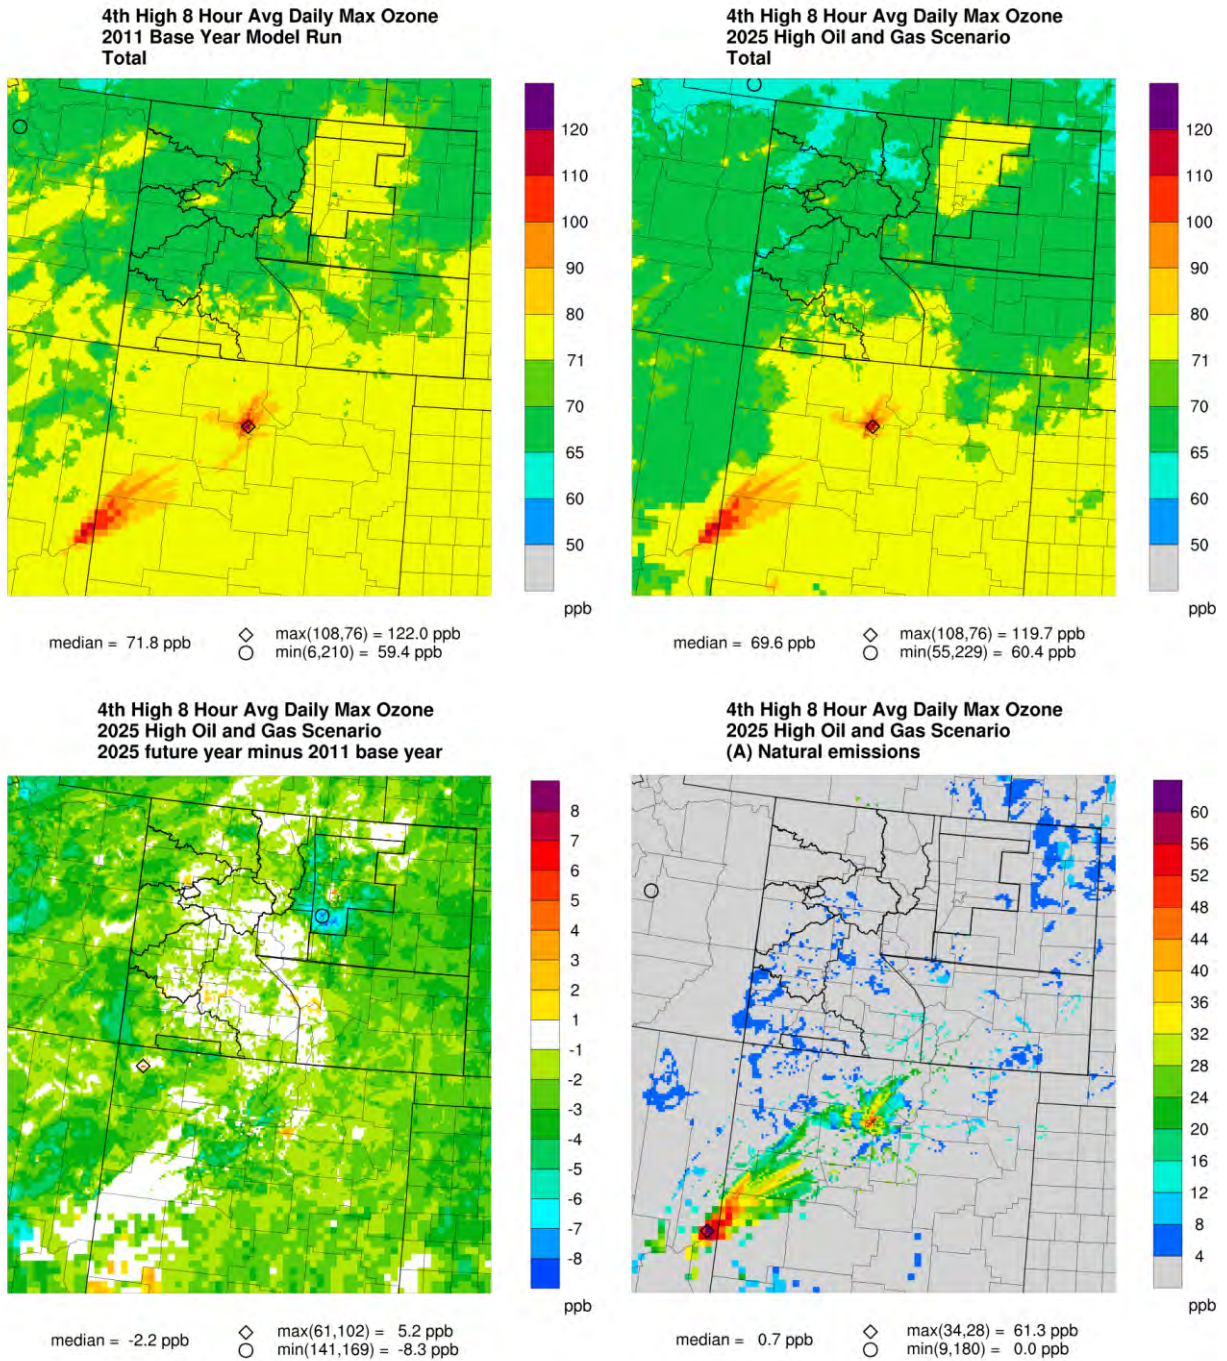 4th High 8 Hour Avg Daily Max Ozone
2011 Base Year Model Run
Total
120
110
100
90
80
71
70
65
60
50
ppb
median = 71.8 ppb
max(108,76) = 122.0 ppb
min(6,210) = 59.4 ppb
4th High 8 Hour Avg Daily Max Ozone
2025 High Oil and Gas Scenario
Total
120
110
100
90
80
71
70
65
60
50
ppb
median = 69.6 ppb
max(108,76) = 119.7 ppb
min(55,229) = 60.4 ppb
4th High 8 Hour Avg Daily Max Ozone
2025 High Oil and Gas Scenario
2025 future year minus 2011 base year
8
7
6
5
4
3
2
1
-1
-2
-3
-4
-5
-6
-7
-8
ppb
median = -2.2 ppb
max(61,102) = 5.2 ppb
min(141,169) = -8.3 ppb
4th High 8 Hour Avg Daily Max Ozone
2025 High Oil and Gas Scenario
(A) Natural emissions
60
56
52
48
44
40
36
32
28
24
20
16
12
8
4
ppb
median = 0.7 ppb
max(34,28) = 61.3 ppb
min(9,180) = 0.0 ppb